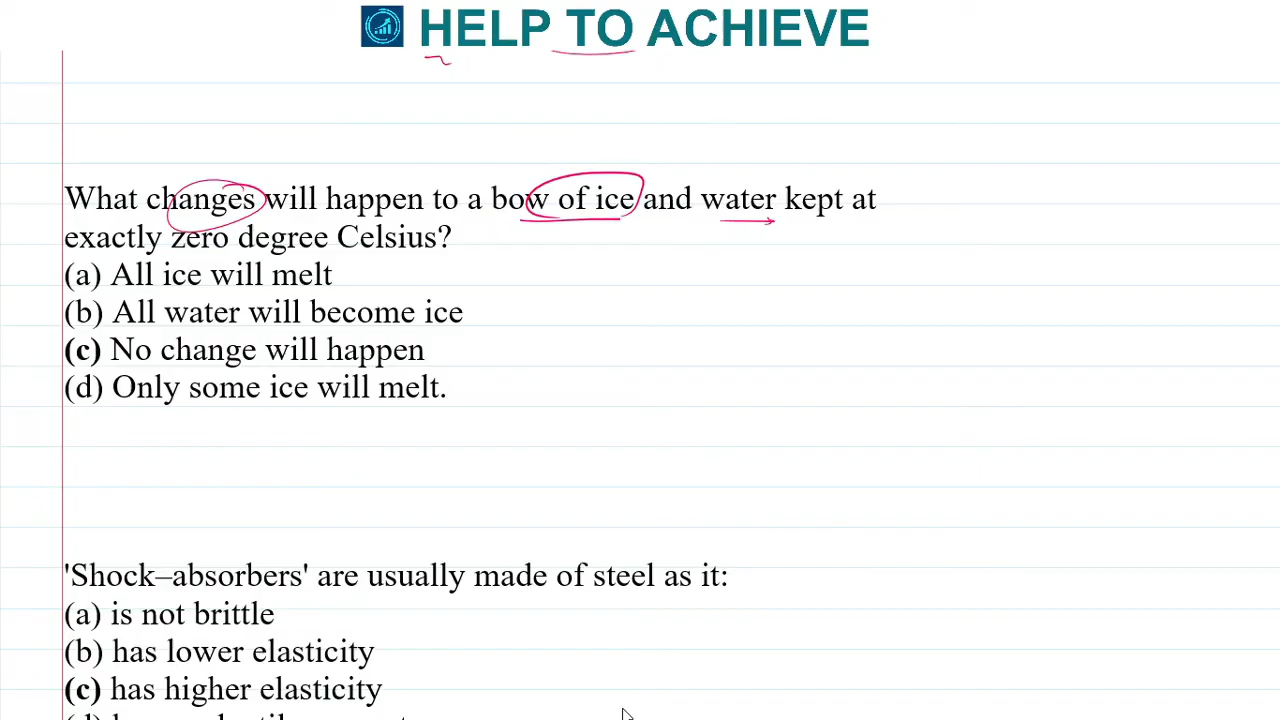 HELP TO ACHIEVE
What changes will happen to a bow of ice and water kept at
exactly zero degree Celsius?
(a) All ice will melt
(b) All water will become ice
(c) No change will happen
(d) Only some ice will melt.
'Shock–absorbers' are usually made of steel as it:
(a) is not brittle
(b) has lower elasticity
(c) has higher elasticity